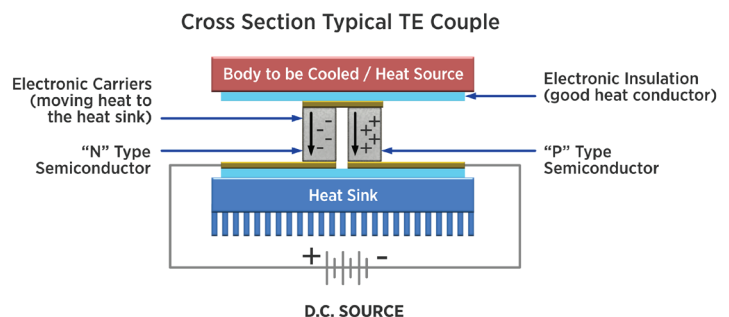 Cross Section Typical TE Couple
Body to be Cooled / Heat Source
Electronic Carriers
(moving heat to
the heat sink)
Electronic Insulation
(good heat conductor)
“N” Type
Semiconductor
“P” Type
Semiconductor
Heat Sink
+ -
D.C. SOURCE